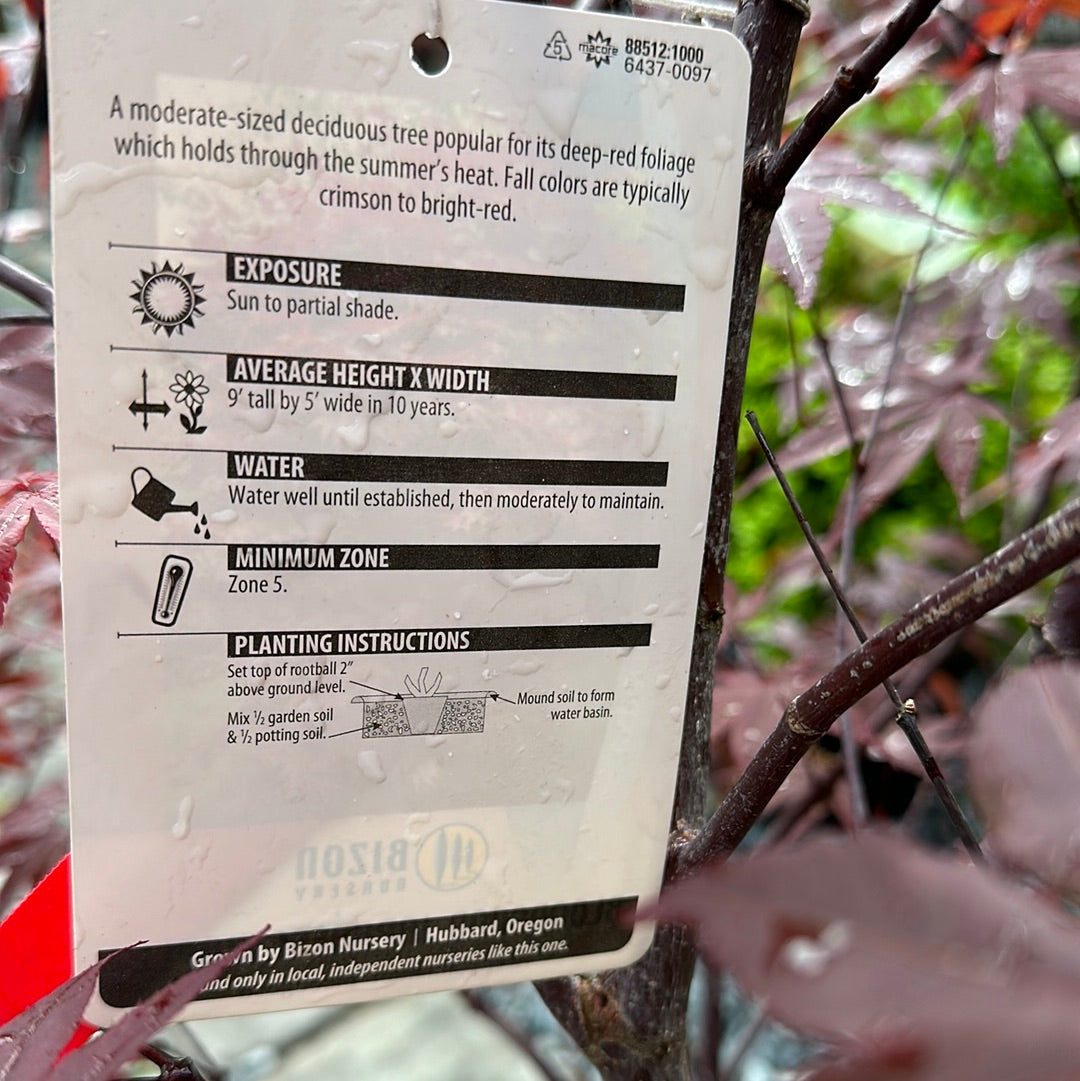 5 macore 88512:1000
6437-0097
A moderate-sized deciduous tree popular for its deep-red foliage
which holds through the summer's heat. Fall colors are typically
crimson to bright-red.
EXPOSURE
Sun to partial shade.
AVERAGE HEIGHT X WIDTH
9' tall by 5' wide in 10 years.
WATER
Water well until established, then moderately to maintain.
MINIMUM ZONE
Zone 5.
PLANTING INSTRUCTIONS
Set top of rootball 2"
above ground level.
Mix ½ garden soil
& ½ potting soil.
Mound soil to form
water basin.
BIZON
NURSERY
Grown by Bizon Nursery | Hubbard, Oregon
only in local, independent nurseries like this one.